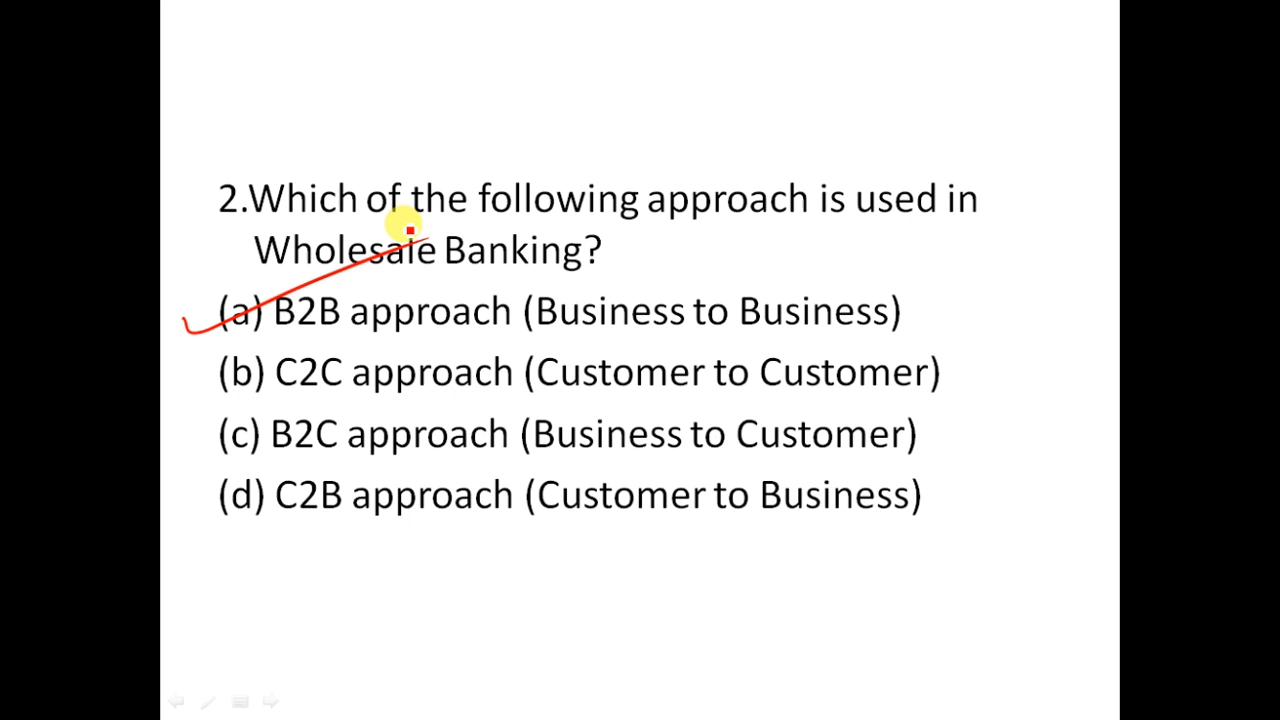 2.Which of the following approach is used in
Wholesale Banking?
(a) B2B approach (Business to Business)
(b) C2C approach (Customer to Customer)
(c) B2C approach (Business to Customer)
(d) C2B approach (Customer to Business)